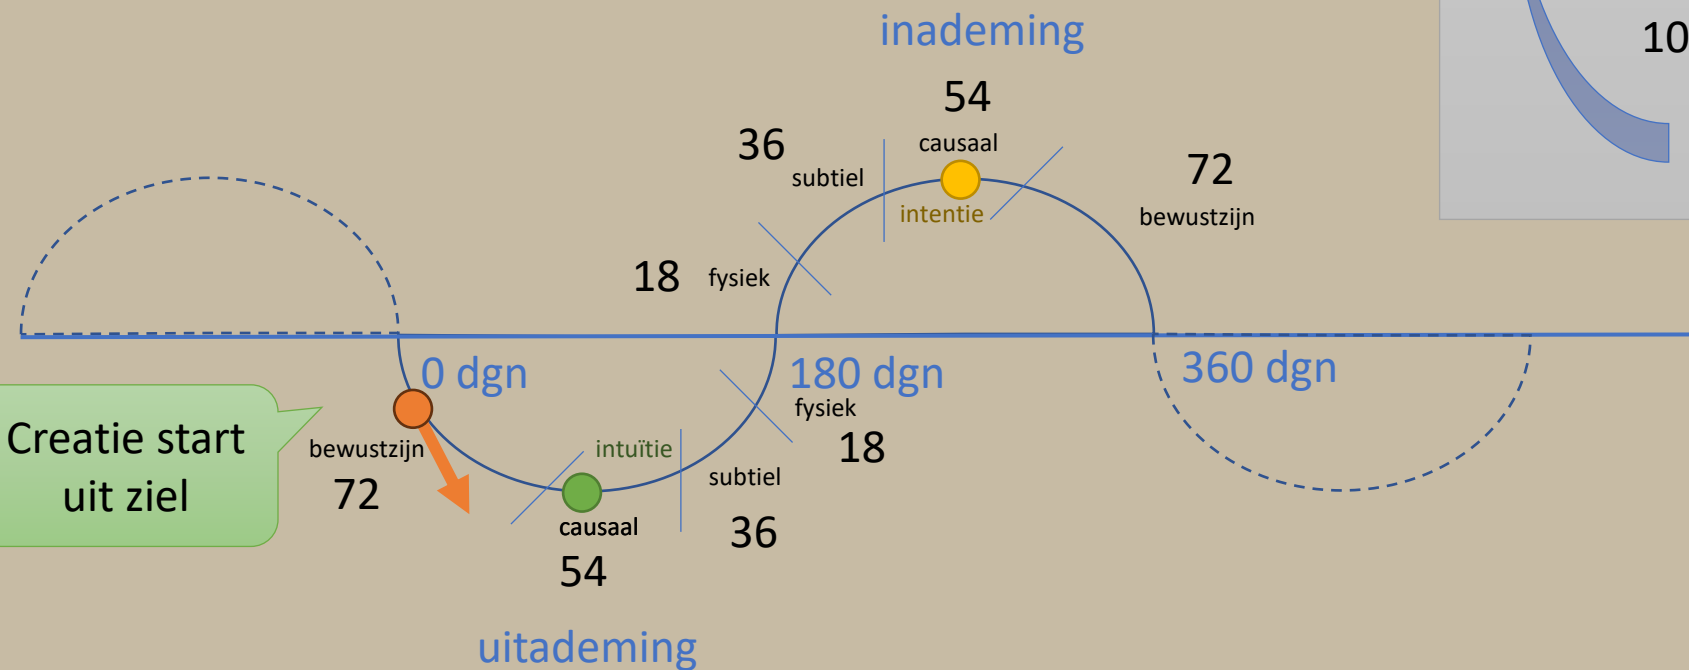 inademing
10
54
36
causaal
72
subtiel
intentie
bewustzijn
18
fysiek
0 dgn
180 dgn
360 dgn
fysiek
Creatie start
uit ziel
bewustzijn
intuïtie
18
72
subtiel
causaal
36
54
uitademing